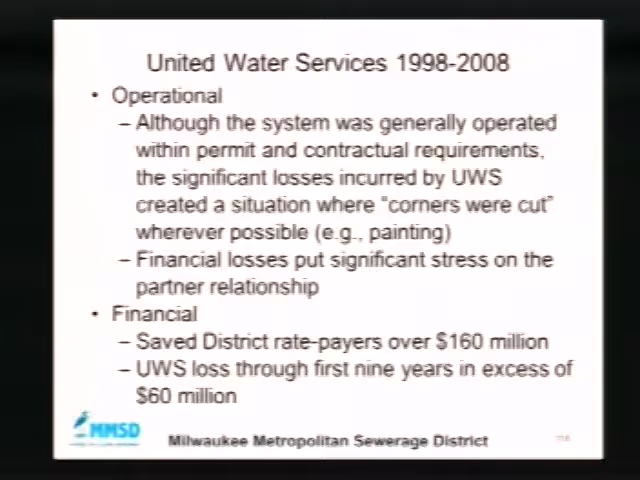 United Water Services 1998-2008
• Operational
– Although the system was generally operated
within permit and contractual requirements,
the significant losses incurred by UWS
created a situation where “corners were cut”
wherever possible (e.g., painting)
– Financial losses put significant stress on the
partner relationship
• Financial
– Saved District rate-payers over $160 million
– UWS loss through first nine years in excess of
$60 million
MMSD
Milwaukee Metropolitan Sewerage District